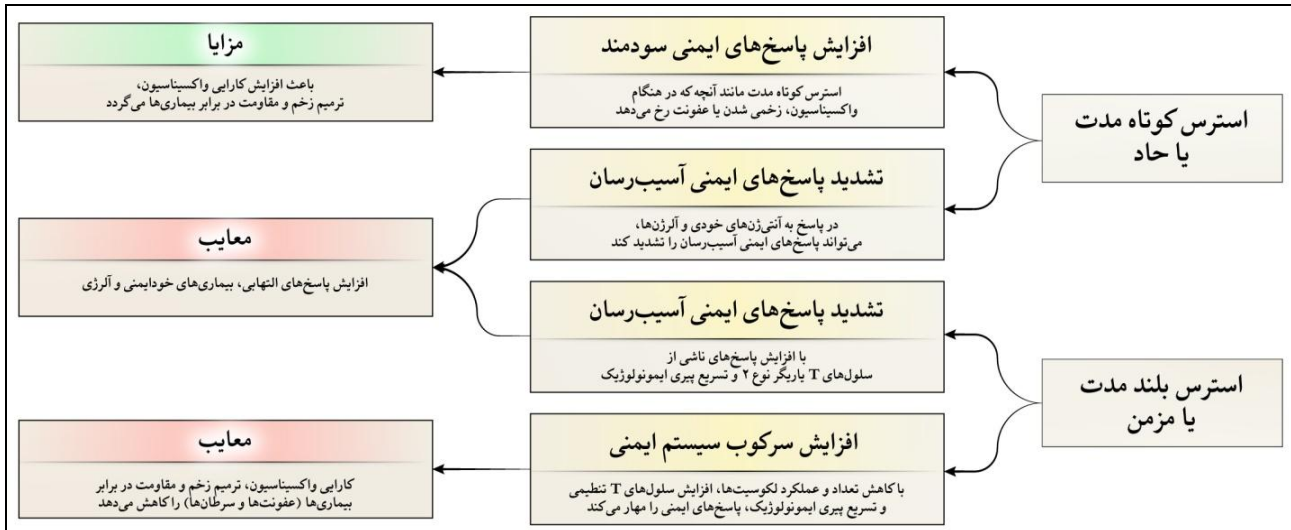 استرس کوتاه مدت
یا حاد
افزایش پاسخ‌های ایمنی سودمند
استرس کوتاه مدت مانند آنچه که در هنگام
واکسیناسیون، زخمی شدن یا عفونت رخ می‌دهد
مزایا
باعث افزایش کارایی واکسیناسیون،
ترمیم زخم و مقاومت در برابر بیماری‌ها می‌گردد
تشدید پاسخ‌های ایمنی آسیب‌رسان
در پاسخ به آنتی‌ژن‌های خودی و آلرژن‌ها،
می‌تواند پاسخ‌های ایمنی آسیب‌رسان را تشدید کند
معایب
افزایش پاسخ‌های التهابی، بیماری‌های خودایمنی و آلرژی
استرس بلند مدت
یا مزمن
تشدید پاسخ‌های ایمنی آسیب‌رسان
با افزایش پاسخ‌های ناشی از
سلول‌های T یاریگر نوع ۲ و تسریع پیری ایمونولوژیک
افزایش سرکوب سیستم ایمنی
با کاهش تعداد و عملکرد لکوسیت‌ها، افزایش سلول‌های T تنظیمی
و تسریع پیری ایمونولوژیک، پاسخ‌های ایمنی را مهار می‌کند
معایب
کارایی واکسیناسیون، ترمیم زخم و مقاومت در برابر
بیماری‌ها (عفونت‌ها و سرطان‌ها) را کاهش می‌دهد